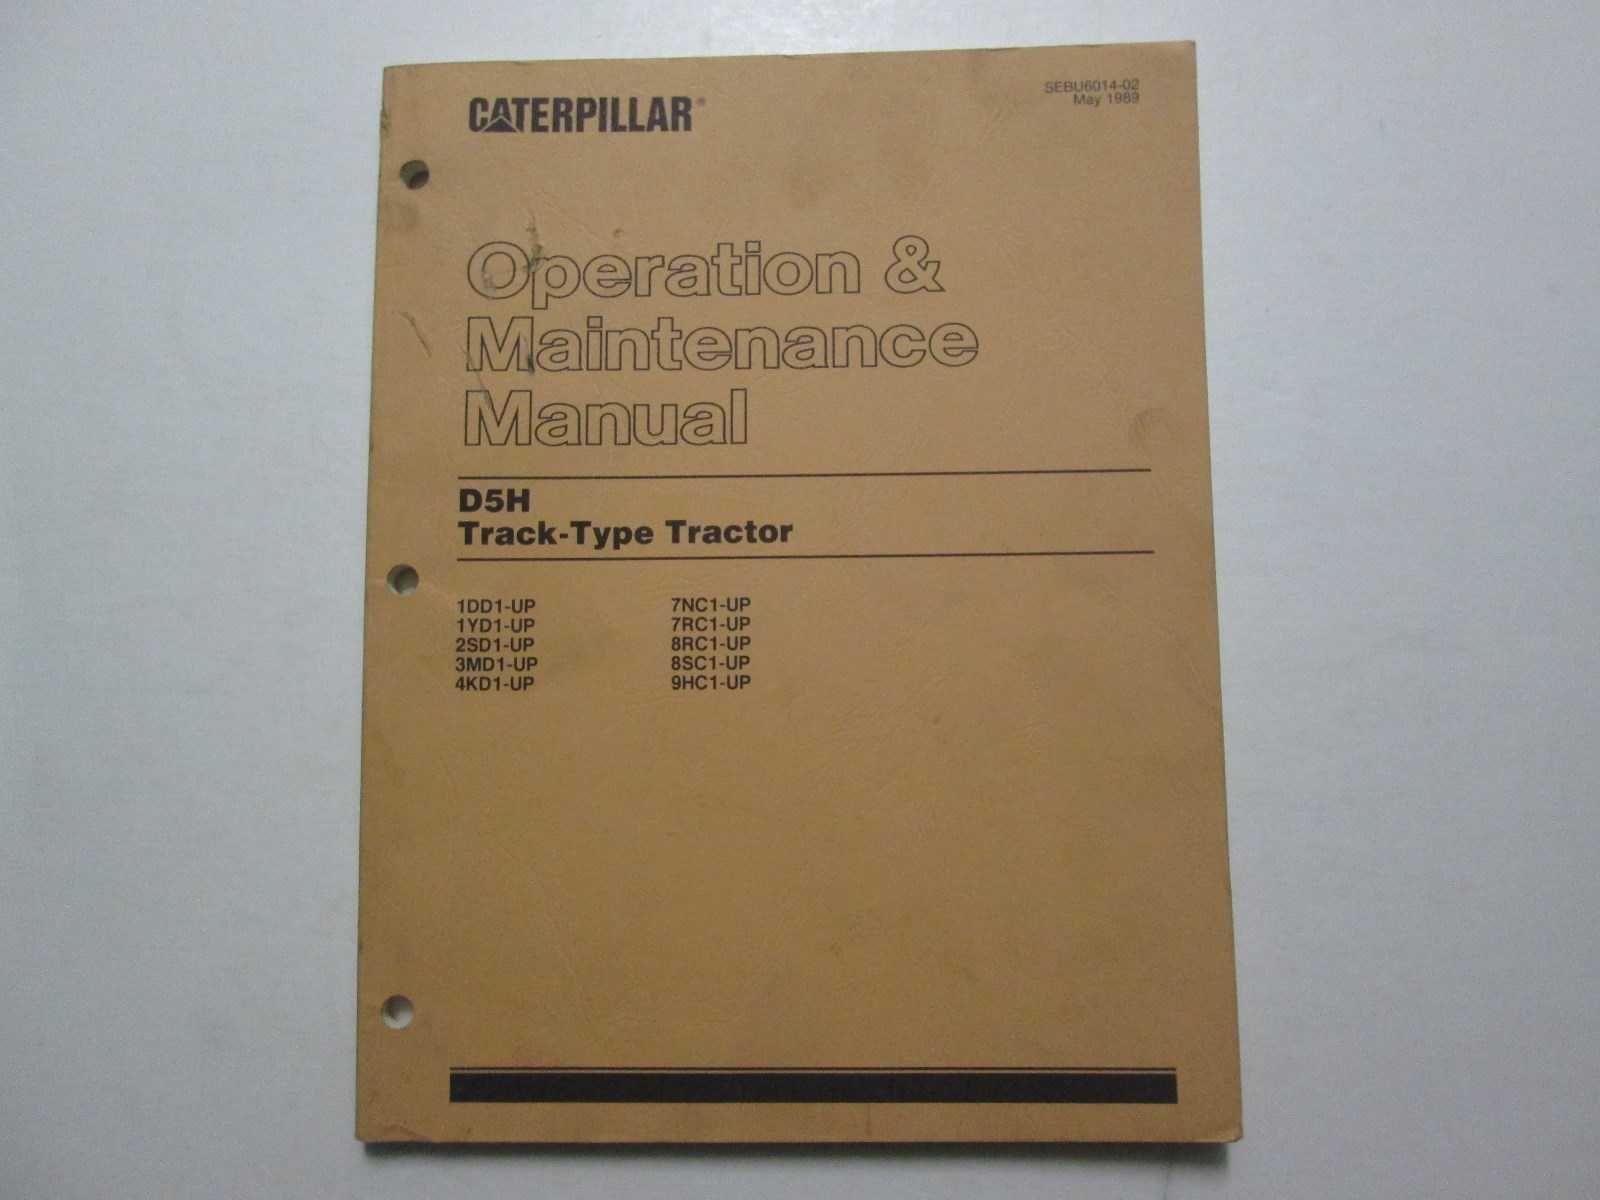 SEBU6014-02
May 1989
CATERPILLAR®
Operation &
Maintenance
Manual
D5H
Track-Type Tractor
1DD1-UP 7NC1-UP
1YD1-UP 7RC1-UP
2SD1-UP 8RC1-UP
3MD1-UP 8SC1-UP
4KD1-UP 9HC1-UP